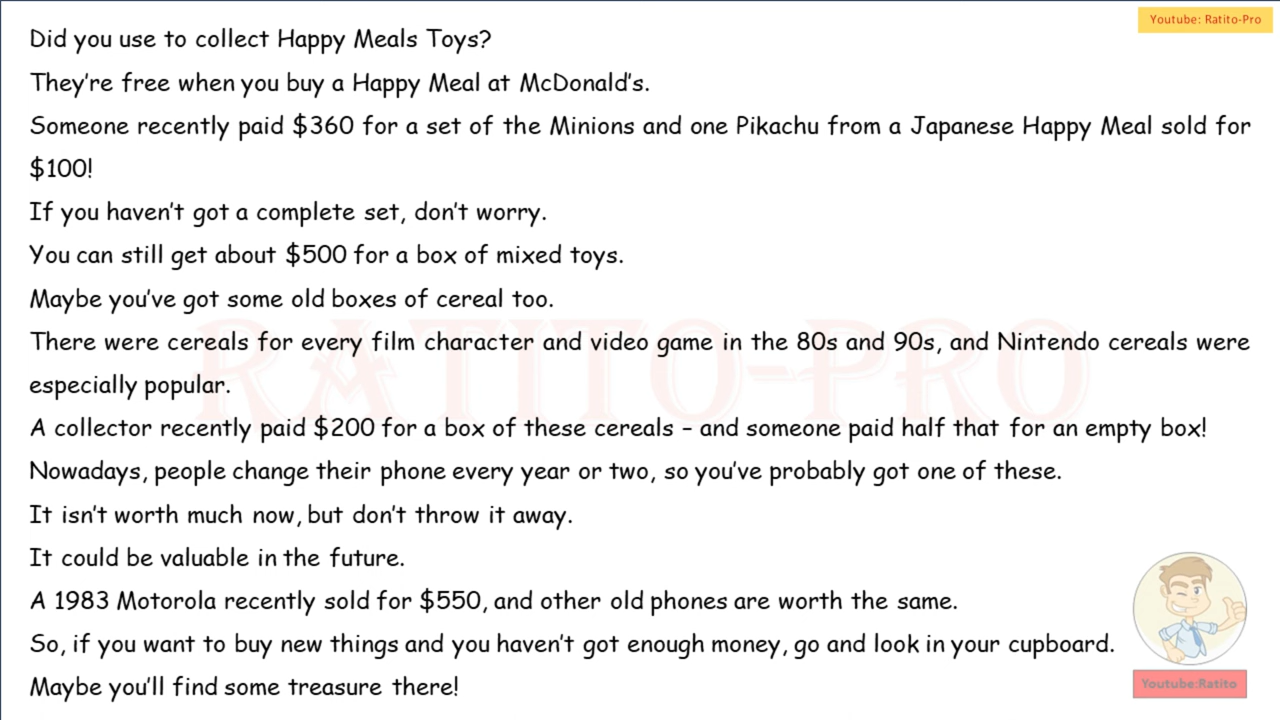 Youtube: Ratito-Pro
Did you use to collect Happy Meals Toys?
They're free when you buy a Happy Meal at McDonald's.
Someone recently paid $360 for a set of the Minions and one Pikachu from a Japanese Happy Meal sold for
$100!
If you haven't got a complete set, don't worry.
You can still get about $500 for a box of mixed toys.
Maybe you've got some old boxes of cereal too.
There were cereals for every film character and video game in the 80s and 90s, and Nintendo cereals were
especially popular.
RATITO-PRO
A collector recently paid $200 for a box of these cereals – and someone paid half that for an empty box!
Nowadays, people change their phone every year or two, so you've probably got one of these.
It isn't worth much now, but don't throw it away.
It could be valuable in the future.
A 1983 Motorola recently sold for $550, and other old phones are worth the same.
So, if you want to buy new things and you haven't got enough money, go and look in your cupboard.
Maybe you'll find some treasure there!
Youtube:Ratito